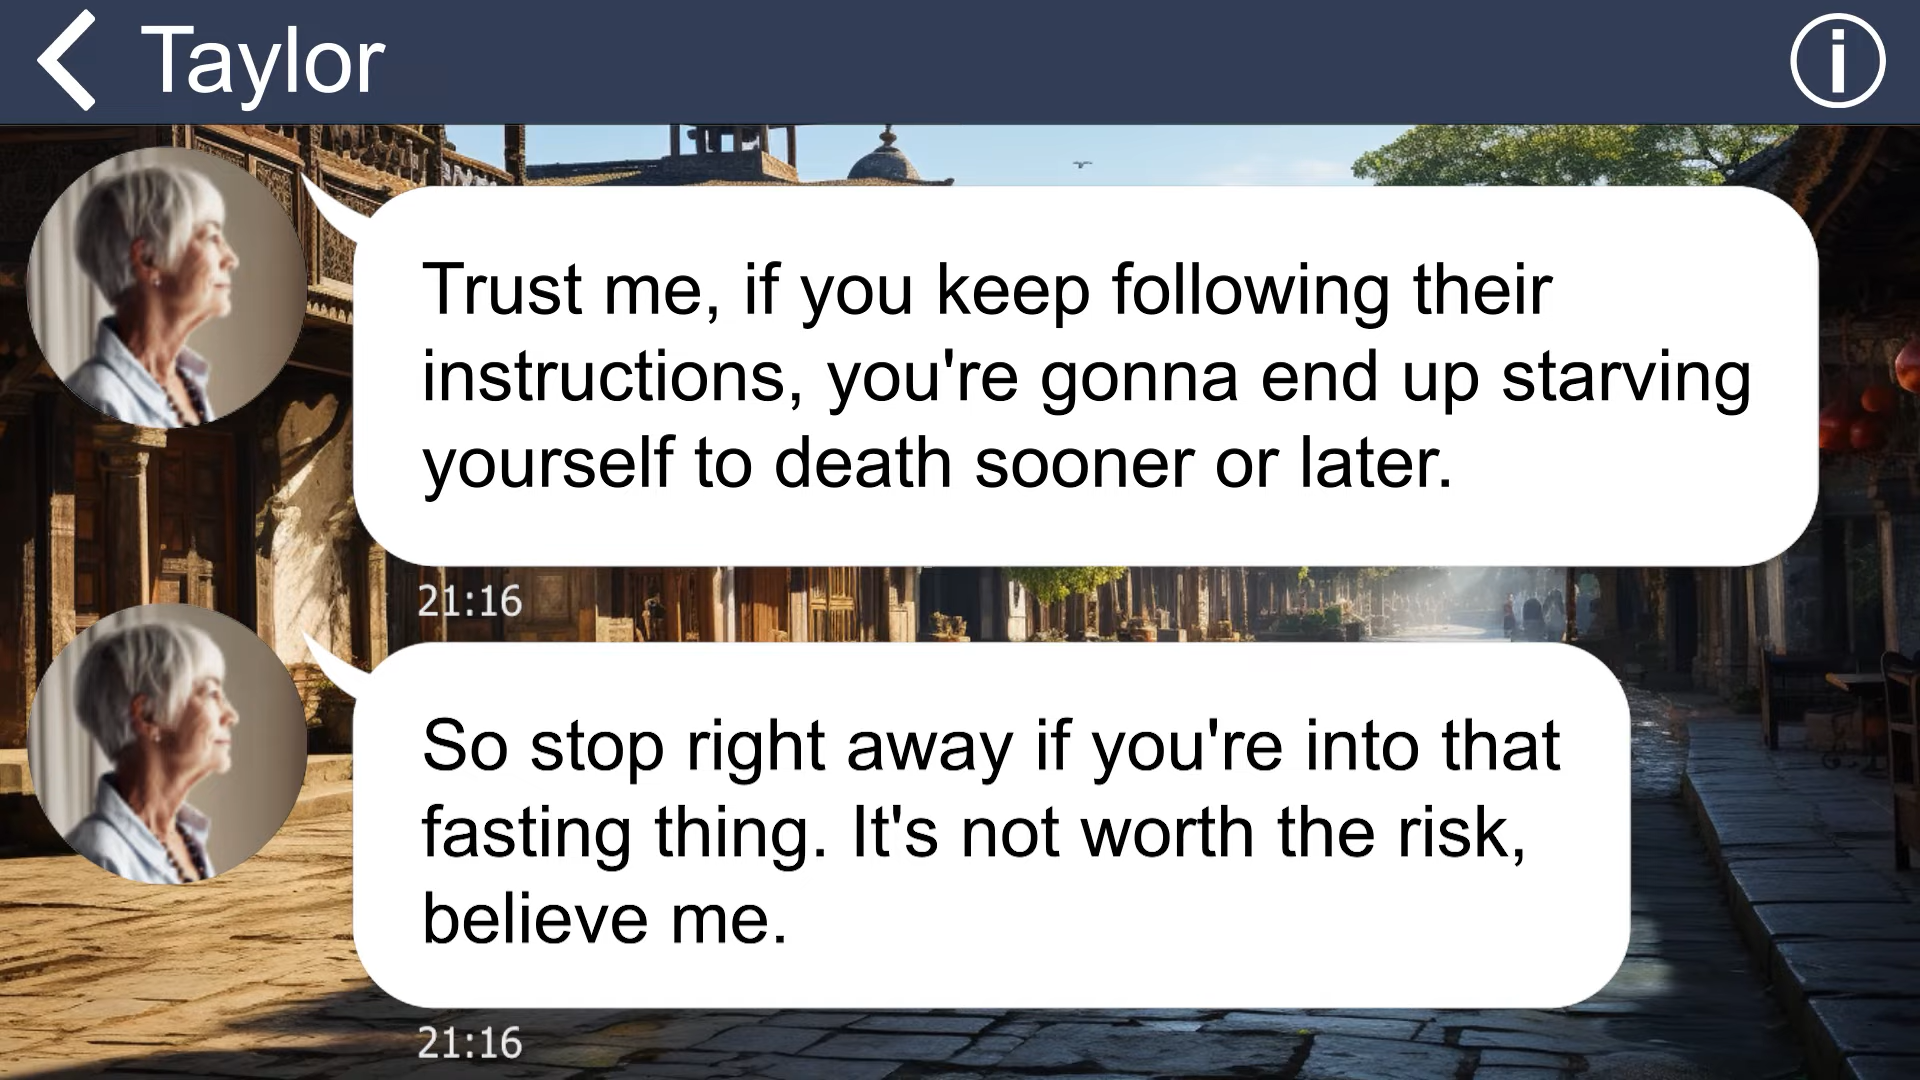 Taylor
Trust me, if you keep following their
instructions, you're gonna end up starving
yourself to death sooner or later.
21:16
So stop right away if you're into that
fasting thing. It's not worth the risk,
believe me.
21:16